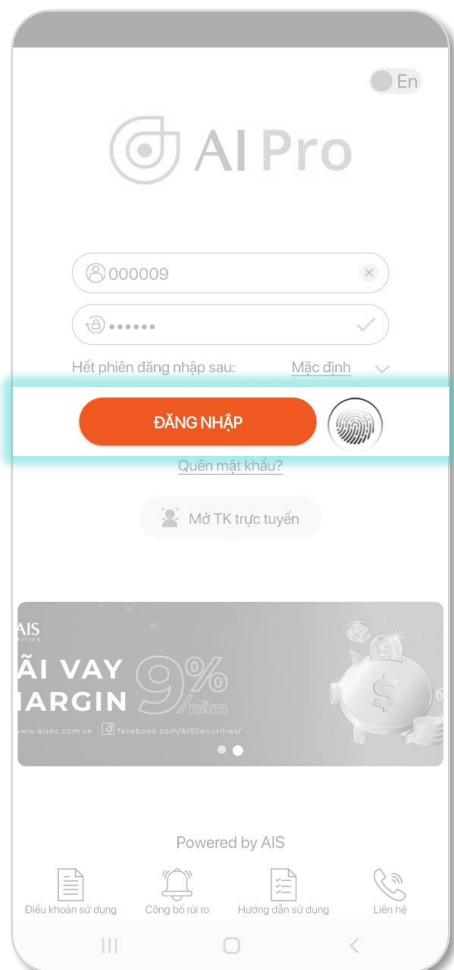 En
AI Pro
000009
Hết phiên đăng nhập sau: Mặc định
ĐĂNG NHẬP
Quên mật khẩu?
Mở TK trực tuyến
AIS
ÃI VAY 9%
ARGIN /năm
www.aisec.com.vn facebook.com/AISSecurities/
Powered by AIS
Điều khoản sử dụng Công bố rủi ro Hướng dẫn sử dụng Liên hệ